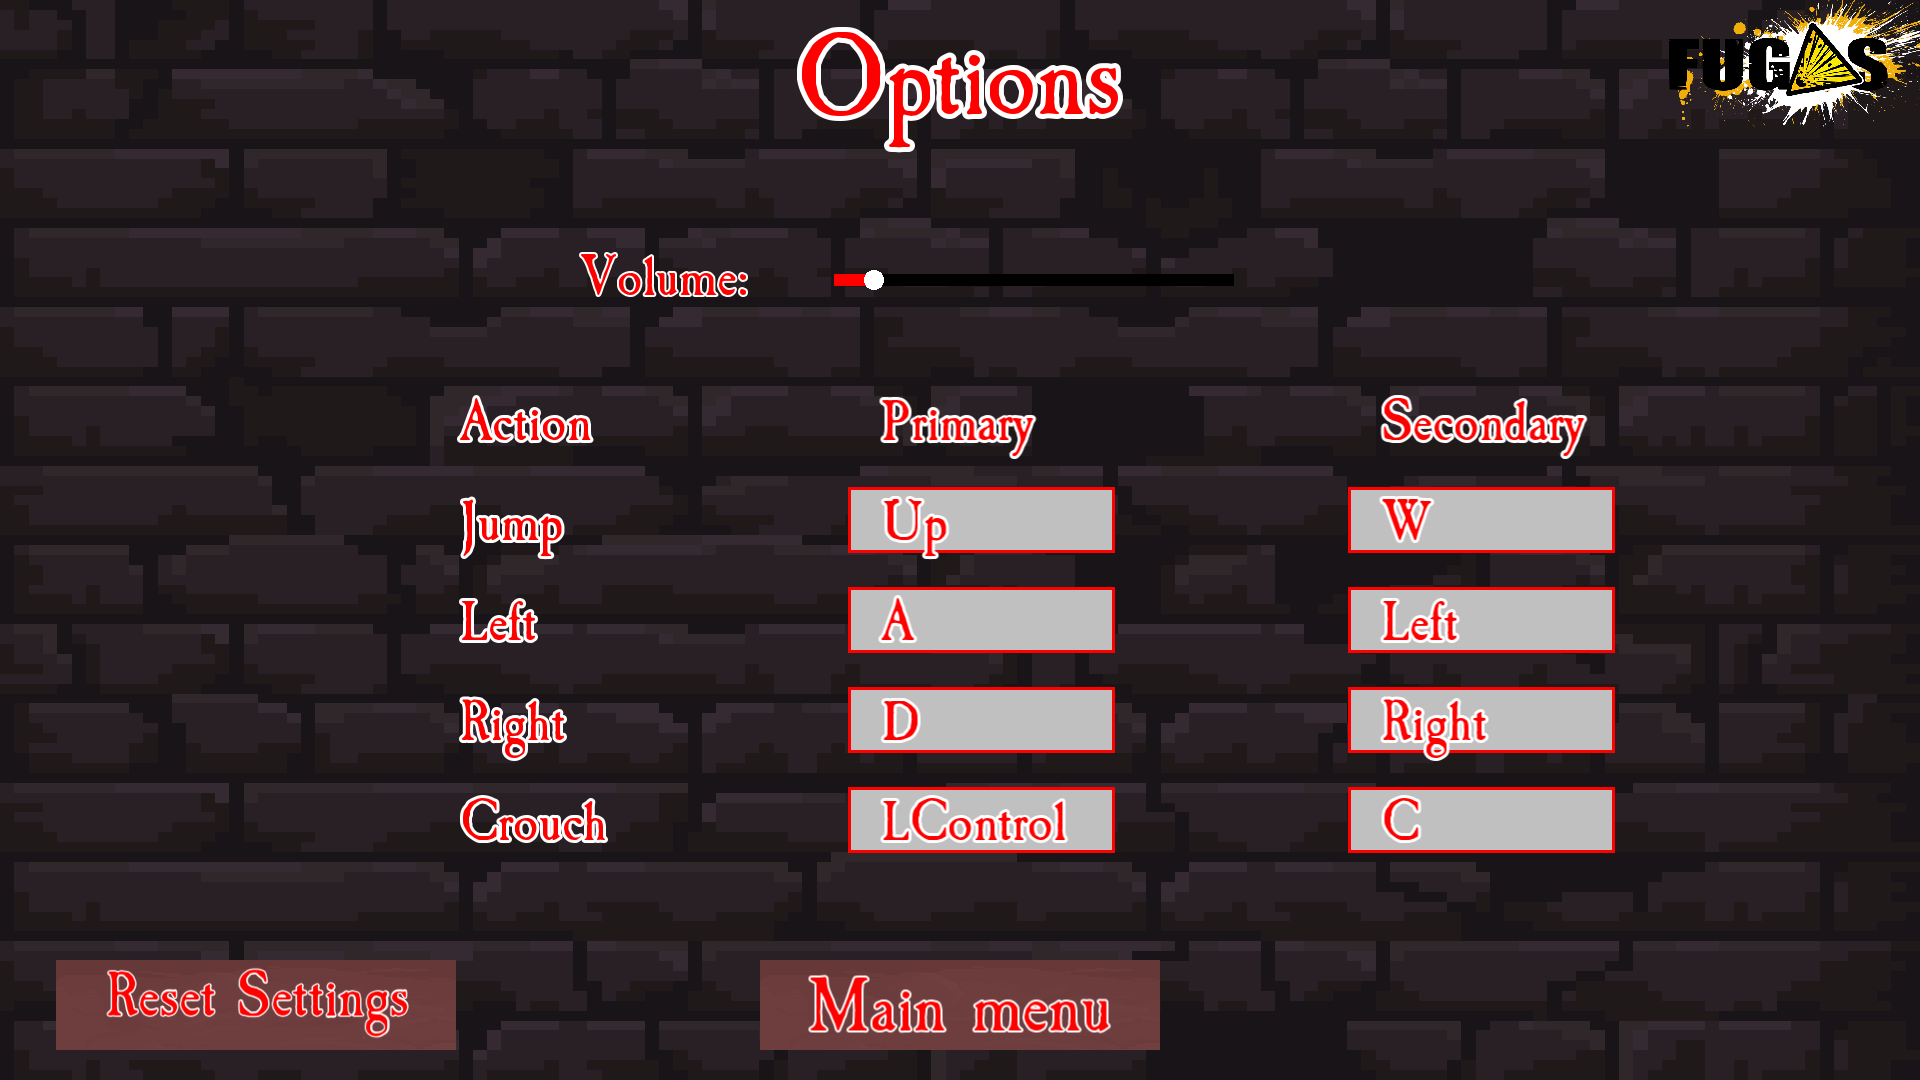 Options
FUGAS
Volume:
Action Primary Secondary
Jump Up W
Left A Left
Right D Right
Crouch LControl C
Reset Settings Main menu